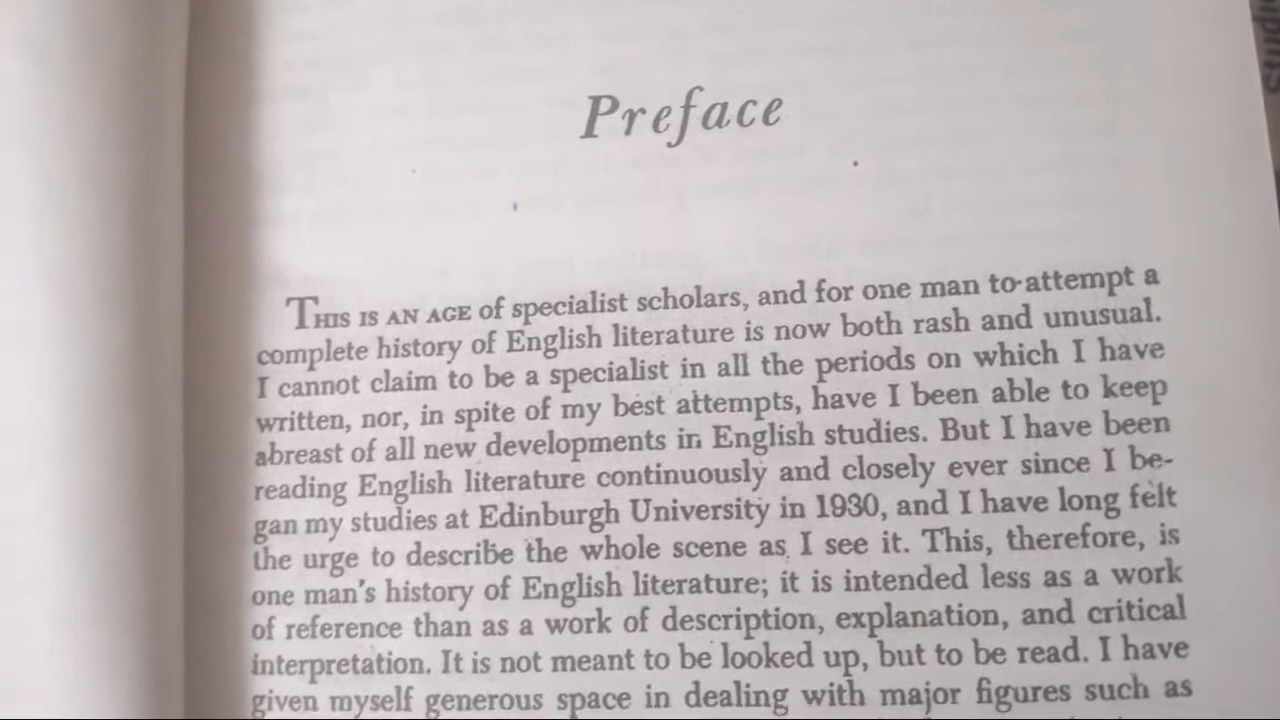 Preface
THIS IS AN AGE of specialist scholars, and for one man to attempt a
complete history of English literature is now both rash and unusual.
I cannot claim to be a specialist in all the periods on which I have
written, nor, in spite of my best attempts, have I been able to keep
abreast of all new developments in English studies. But I have been
reading English literature continuously and closely ever since I be-
gan my studies at Edinburgh University in 1930, and I have long felt
the urge to describe the whole scene as I see it. This, therefore, is
one man's history of English literature; it is intended less as a work
of reference than as a work of description, explanation, and critical
interpretation. It is not meant to be looked up, but to be read. I have
given myself generous space in dealing with major figures such as